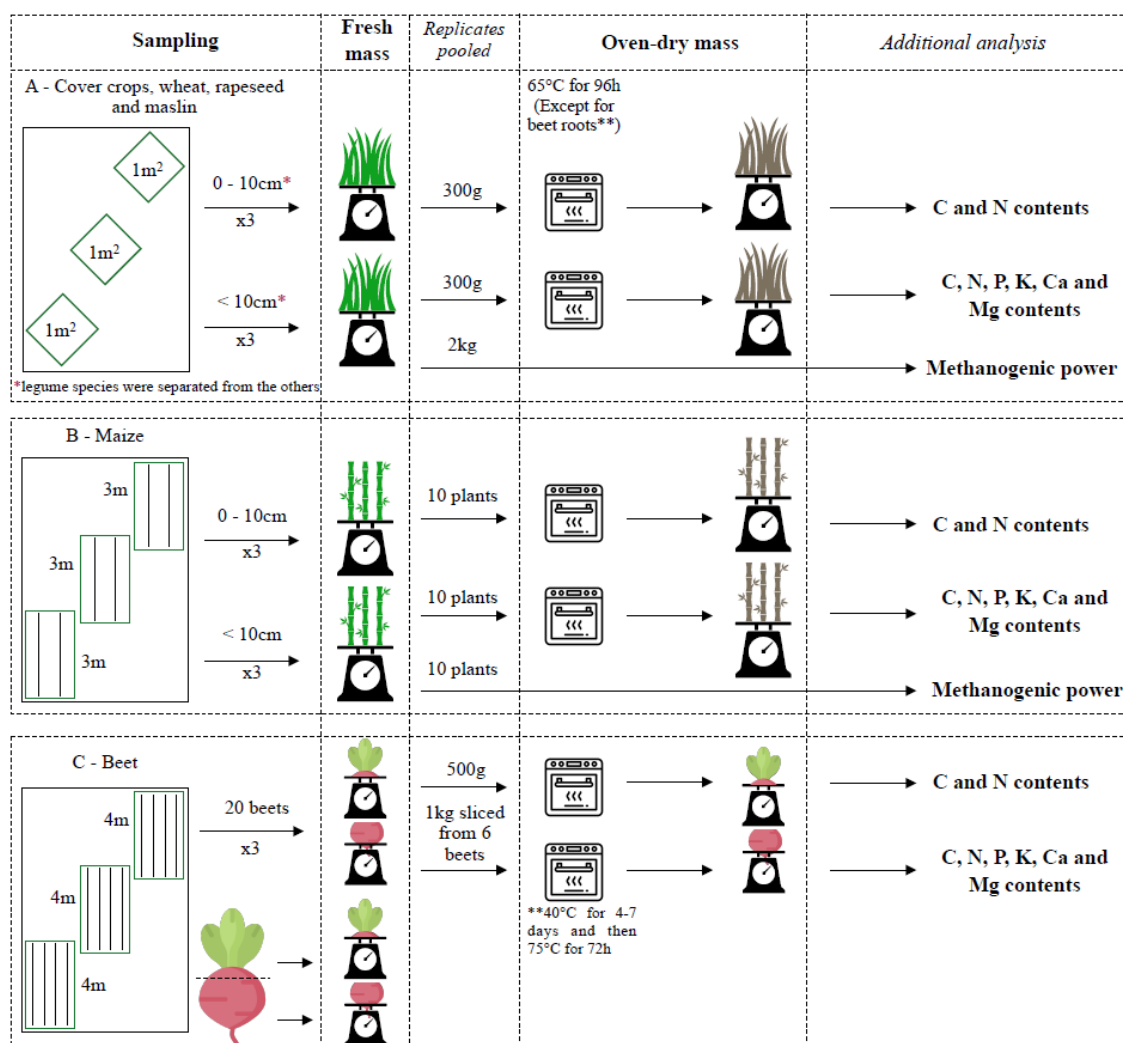 Sampling
Fresh
mass
Replicates
pooled
Oven-dry mass
Additional analysis
A - Cover crops, wheat, rapeseed
and maslin
1m²
1m²
1m²
0 - 10cm*
x3
< 10cm*
x3
*legume species were separated from the others
300g
300g
2kg
65°C for 96h
(Except for
beet roots**)
C and N contents
C, N, P, K, Ca and
Mg contents
Methanogenic power
B - Maize
3m
3m
3m
0 - 10cm
x3
< 10cm
x3
10 plants
10 plants
10 plants
C and N contents
C, N, P, K, Ca and
Mg contents
Methanogenic power
C - Beet
4m
4m
4m
20 beets
x3
500g
1kg sliced
from 6
beets
**40°C for 4-7
days and then
75°C for 72h
C and N contents
C, N, P, K, Ca and
Mg contents